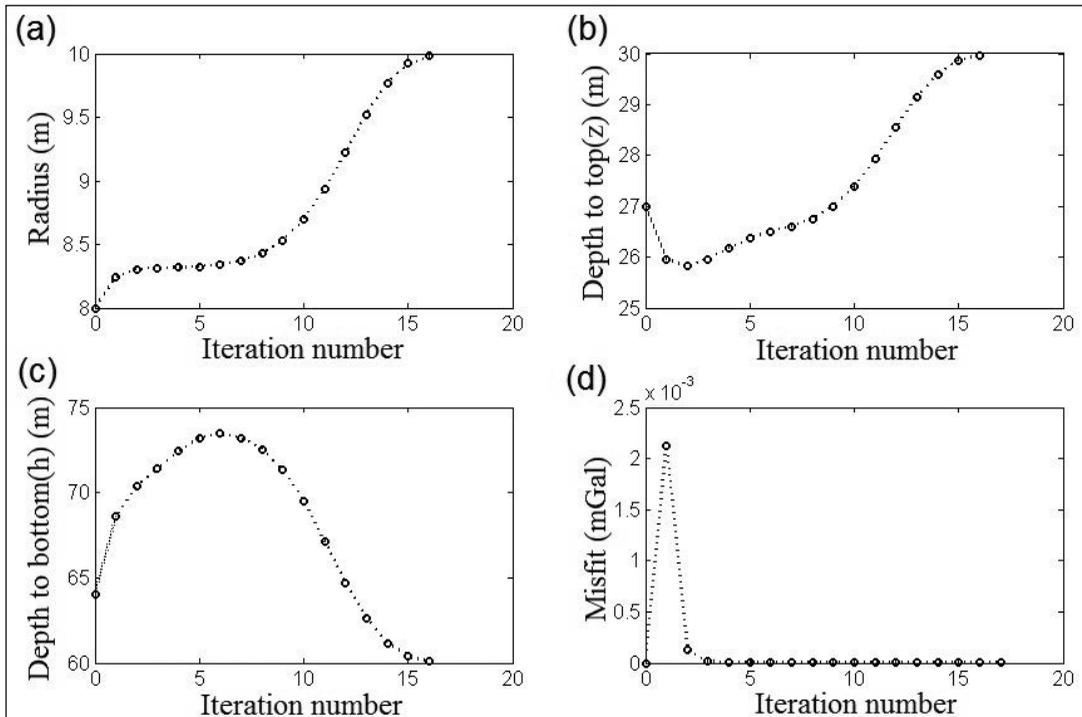 (a)
Radius (m)
10
9.5
9
8.5
8
0 5 10 15 20
Iteration number
(b)
Depth to top(z) (m)
30
29
28
27
26
25
0 5 10 15 20
Iteration number
(c)
Depth to bottom(h) (m)
75
70
65
60
0 5 10 15 20
Iteration number
(d)
x 10⁻³
Misfit (mGal)
2.5
2
1.5
1
0.5
0
0 5 10 15 20
Iteration number